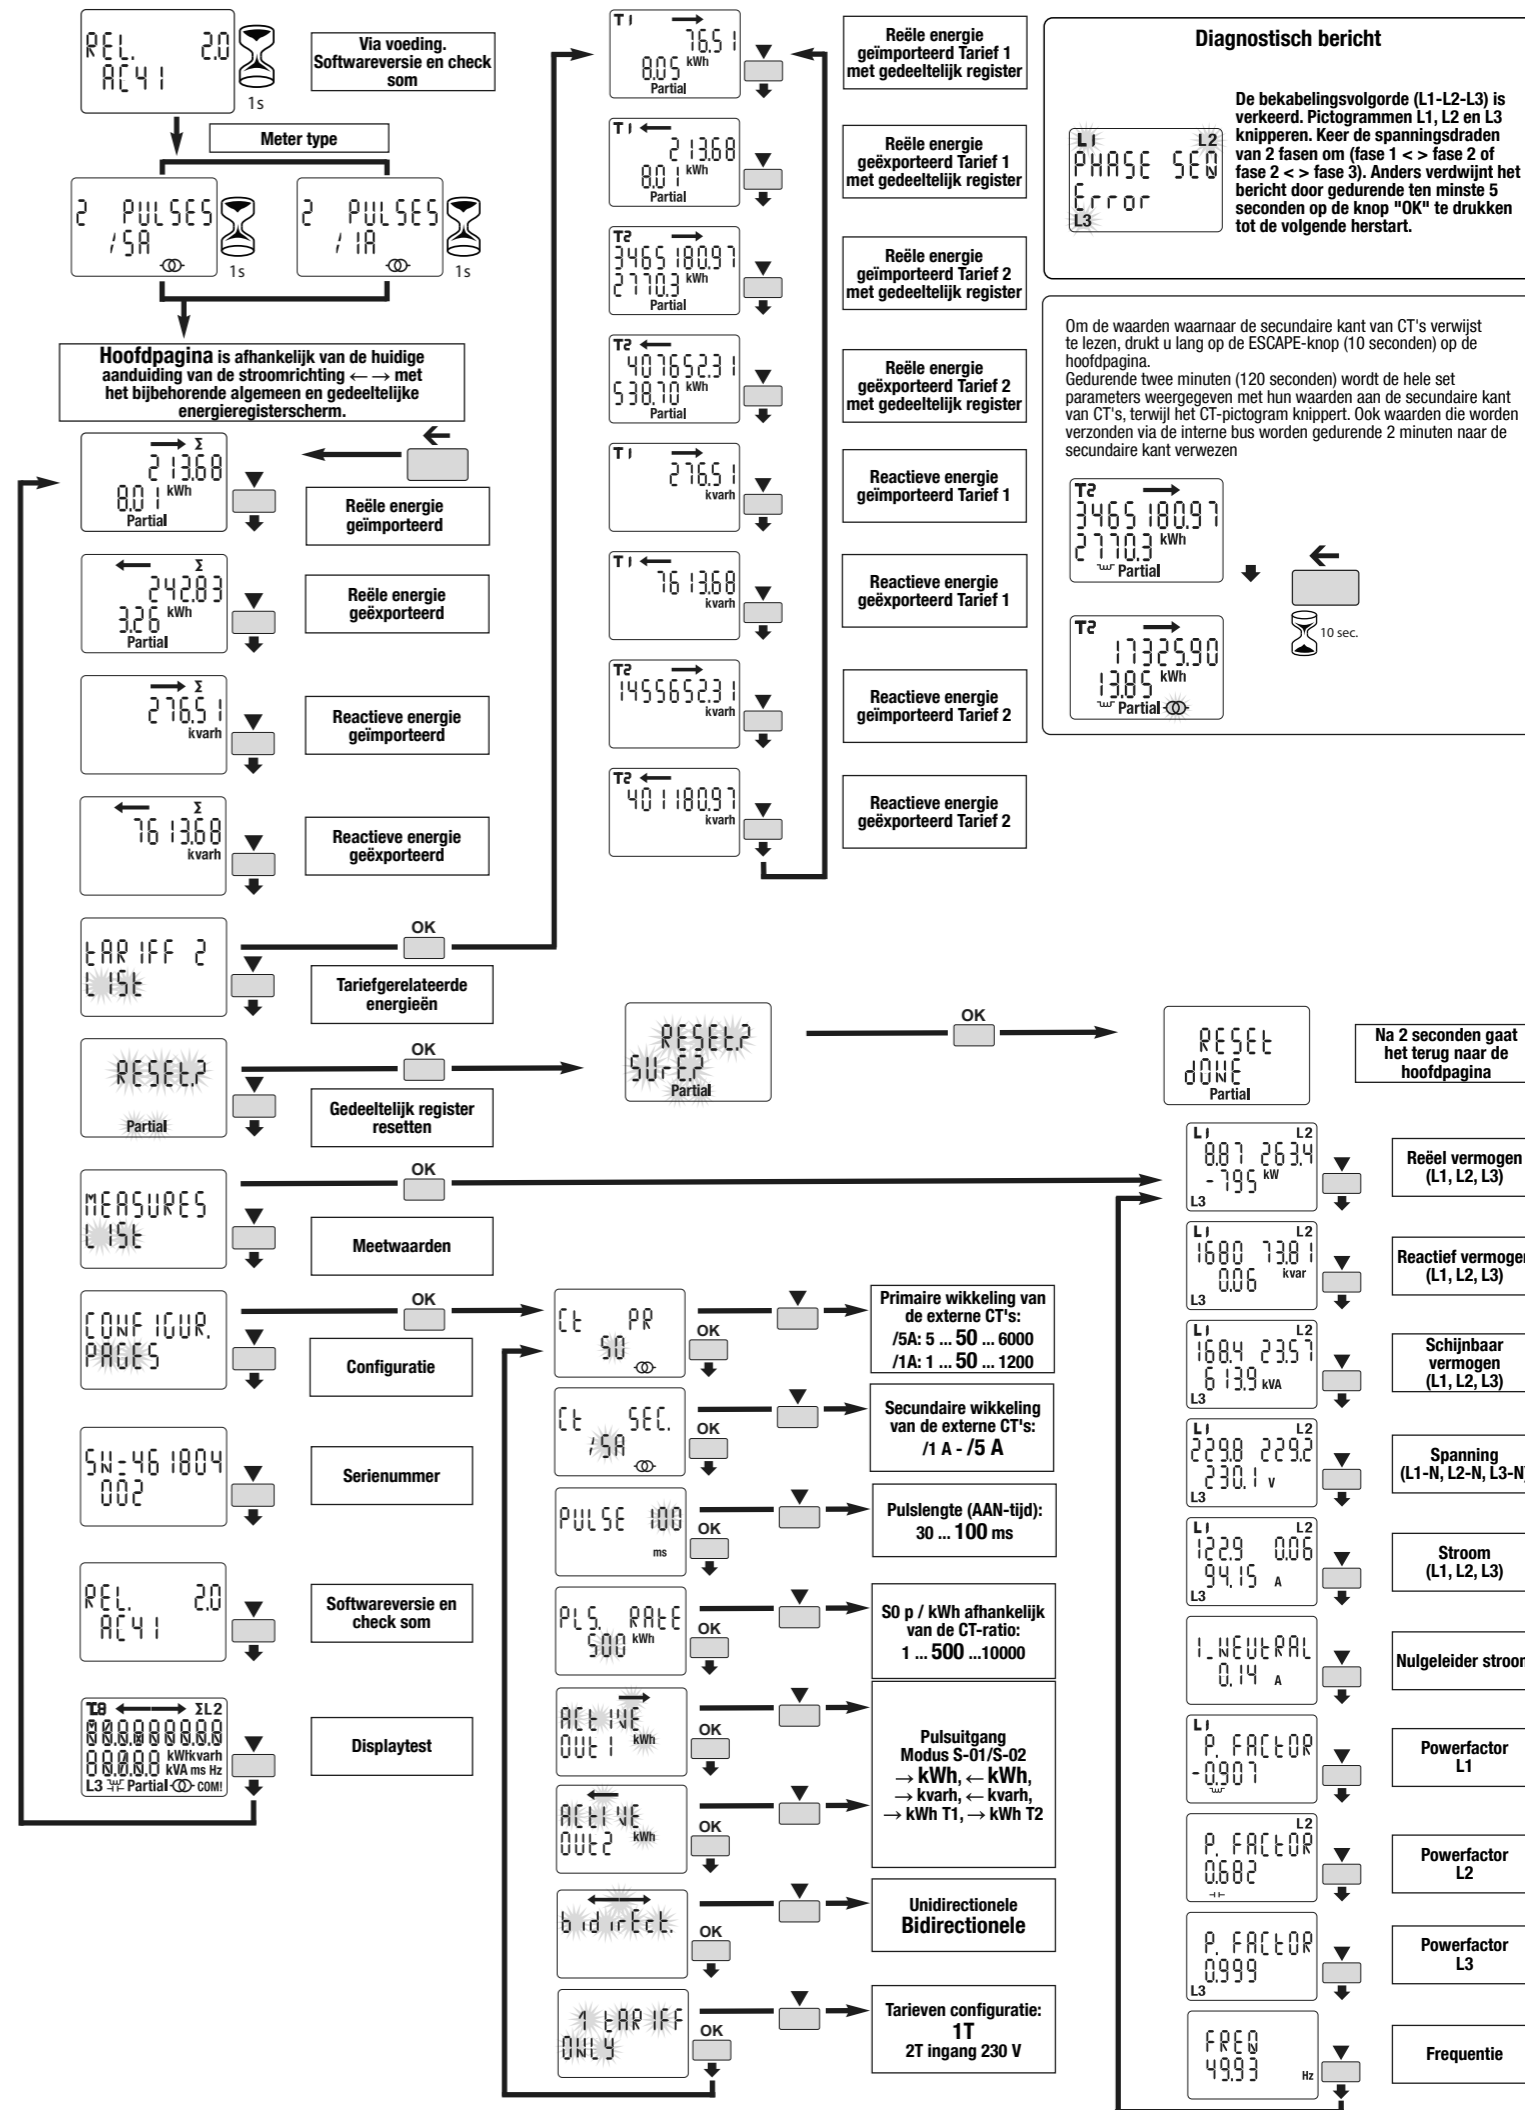 REL. 2.0
AC41
1s
Via voeding.
Softwareversie en check
som
Meter type
2 PULSES
/5A
1s
2 PULSES
/1A
1s
Hoofdpagina is afhankelijk van de huidige
aanduiding van de stroomrichting ←→ met
het bijbehorende algemeen en gedeeltelijke
energieregisterscherm.
→ Σ
213.68
8.01 kWh
Partial
Reële energie
geïmporteerd
← Σ
242.83
3.26 kWh
Partial
Reële energie
geëxporteerd
→ Σ
276.51
kvarh
Reactieve energie
geïmporteerd
← Σ
7613.68
kvarh
Reactieve energie
geëxporteerd
tARIFF 2
LISt
OK
Tariefgerelateerde
energieën
RESEt.?
Partial
OK
Gedeeltelijk register
resetten
MEASURES
LISt
OK
Meetwaarden
CONFIGUR.
PAGES
OK
Configuratie
SN-461804
002
Serienummer
REL. 2.0
AC41
Softwareversie en
check som
T8 ←→ ΣL2
kWhkvarh
kVA ms Hz
L3 Partial COM!
Displaytest
T1 →
76.51
8.05 kWh
Partial
Reële energie
geïmporteerd Tarief 1
met gedeeltelijk register
T1 ←
213.68
8.01 kWh
Partial
Reële energie
geëxporteerd Tarief 1
met gedeeltelijk register
T2
3465180.97
2770.3 kWh
Partial
Reële energie
geïmporteerd Tarief 2
met gedeeltelijk register
T2 ←
407652.31
538.70 kWh
Partial
Reële energie
geëxporteerd Tarief 2
met gedeeltelijk register
T1 →
276.51
kvarh
Reactieve energie
geïmporteerd Tarief 1
T1 ←
7613.68
kvarh
Reactieve energie
geëxporteerd Tarief 1
T2 →
1455652.31
kvarh
Reactieve energie
geïmporteerd Tarief 2
T2 ←
401180.97
kvarh
Reactieve energie
geëxporteerd Tarief 2
Diagnostisch bericht
L1 L2
PHASE SEQ
Error
L3
De bekabelingsvolgorde (L1-L2-L3) is
verkeerd. Pictogrammen L1, L2 en L3
knipperen. Keer de spanningsdraden
van 2 fasen om (fase 1 < > fase 2 of
fase 2 < > fase 3). Anders verdwijnt het
bericht door gedurende ten minste 5
seconden op de knop "OK" te drukken
tot de volgende herstart.
Om de waarden waarnaar de secundaire kant van CT's verwijst
te lezen, drukt u lang op de ESCAPE-knop (10 seconden) op de
hoofdpagina.
Gedurende twee minuten (120 seconden) wordt de hele set
parameters weergegeven met hun waarden aan de secundaire kant
van CT's, terwijl het CT-pictogram knippert. Ook waarden die worden
verzonden via de interne bus worden gedurende 2 minuten naar de
secundaire kant verwezen
T2 →
3465180.97
2770.3 kWh
Partial
T2 →
17325.90
13.85 kWh
Partial
10 sec.
RESEt.?
SUrE.?
Partial
OK
RESEt
dONE
Partial
Na 2 seconden gaat
het terug naar de
hoofdpagina
Ct PR
50
OK
Primaire wikkeling van
de externe CT's:
/5A: 5 ... 50 ... 6000
/1A: 1 ... 50 ... 1200
Ct SEC.
/5A
OK
Secundaire wikkeling
van de externe CT's:
/1 A - /5 A
PULSE 100
ms
OK
Pulslengte (AAN-tijd):
30 ... 100 ms
PLS. RAtE
500 kWh
OK
S0 p / kWh afhankelijk
van de CT-ratio:
1 ... 500 ...10000
→
ACtIVE
OUt1 kWh
OK
←
ACtIVE
OUt2 kWh
OK
Pulsuitgang
Modus S-01/S-02
→ kWh, ← kWh,
→ kvarh, ← kvarh,
→ kWh T1, → kWh T2
bidirEct.
OK
Unidirectionele
Bidirectionele
1 tARIFF
ONLY
OK
Tarieven configuratie:
1T
2T ingang 230 V
L1 L2
8.87 263.4
-795 kW
L3
Reëel vermogen
(L1, L2, L3)
L1 L2
1680 73.81
0.06 kvar
L3
Reactief vermogen
(L1, L2, L3)
L1 L2
168.4 23.57
613.9 kVA
L3
Schijnbaar
vermogen
(L1, L2, L3)
L1 L2
229.8 229.2
230.1 V
L3
Spanning
(L1-N, L2-N, L3-N)
L1 L2
122.9 0.06
94.15 A
L3
Stroom
(L1, L2, L3)
I_NEUtRAL
0.14 A
Nulgeleider stroom
L1
P. FACtOR
-0.907
Powerfactor
L1
L2
P. FACtOR
0.682
Powerfactor
L2
P. FACtOR
0.999
L3
Powerfactor
L3
FREQ
49.93 Hz
Frequentie